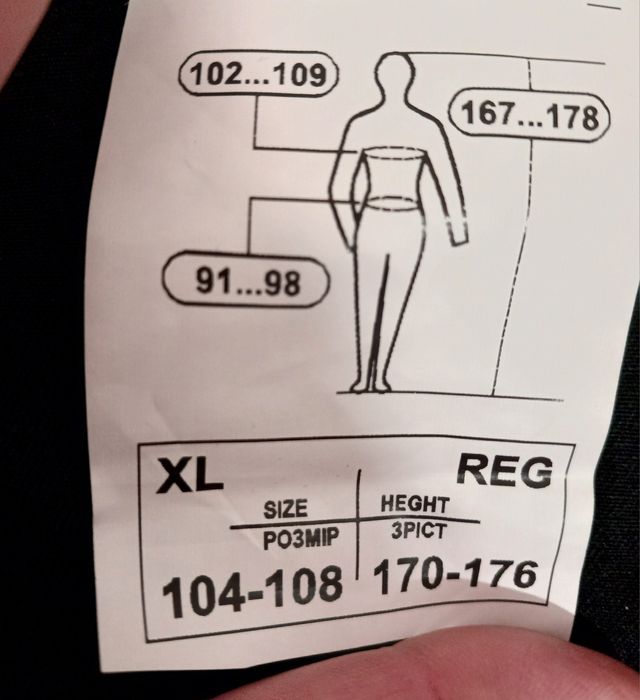 102...109
167...178
91...98
XL REG
SIZE HEGHT
РОЗМІР ЗРІСТ
104-108 170-176